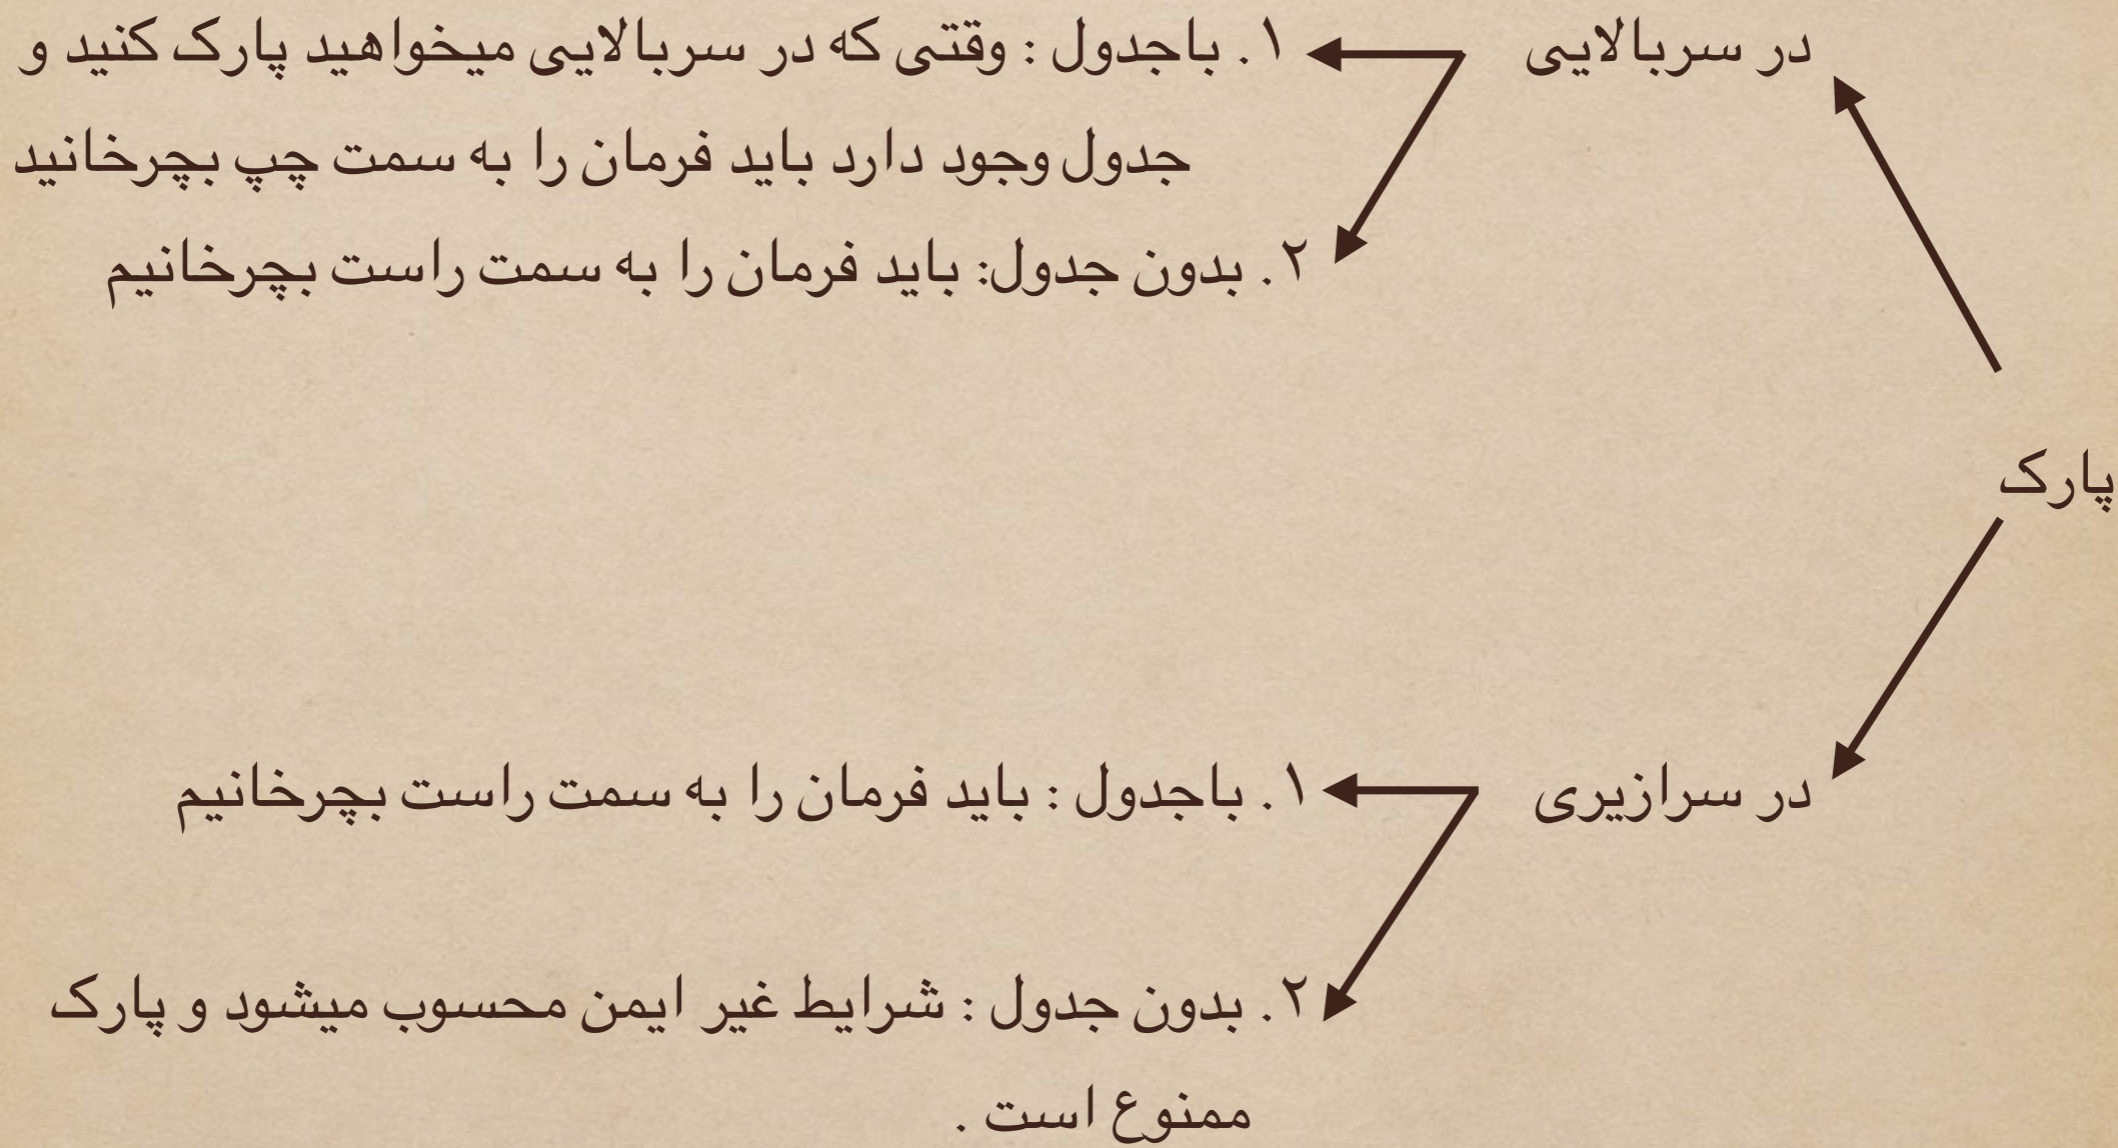 پارک
در سربالایی
۱. باجدول : وقتی که در سربالایی میخواهید پارک کنید و
جدول وجود دارد باید فرمان را به سمت چپ بچرخانید
۲. بدون جدول: باید فرمان را به سمت راست بچرخانیم
در سرازیری
۱. باجدول : باید فرمان را به سمت راست بچرخانیم
۲. بدون جدول : شرایط غیر ایمن محسوب میشود و پارک
ممنوع است .